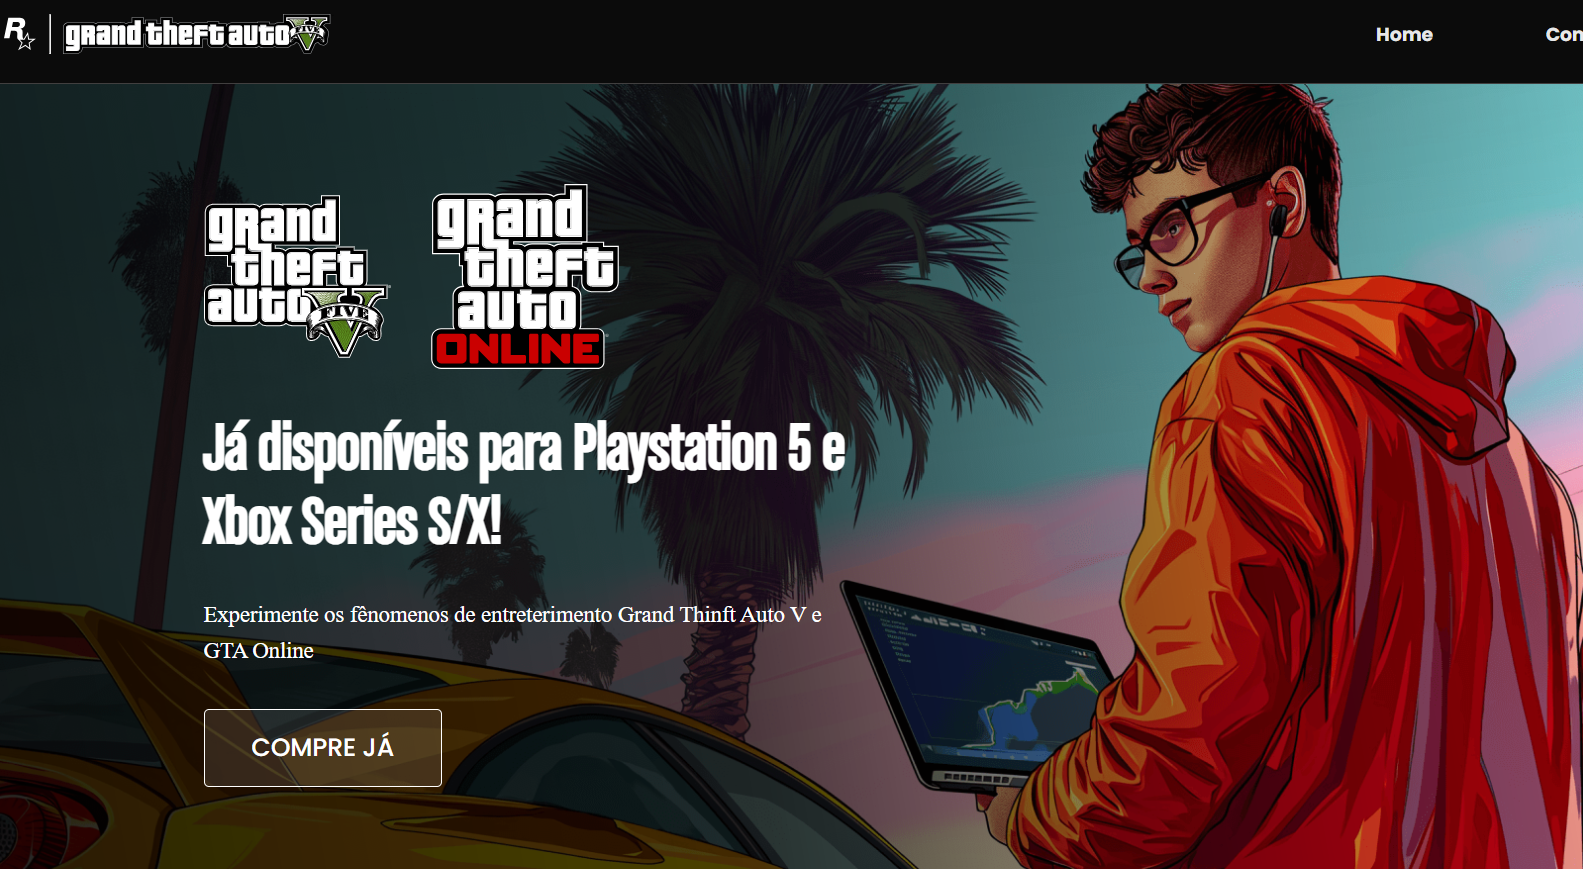 R
grand theft auto V
FIVE
Home
Con
grand
theft
auto V
FIVE
grand
theft
auto
ONLINE
Já disponíveis para Playstation 5 e
Xbox Series S/X!
Experimente os fênomenos de entreterimento Grand Thinft Auto V e
GTA Online
COMPRE JÁ